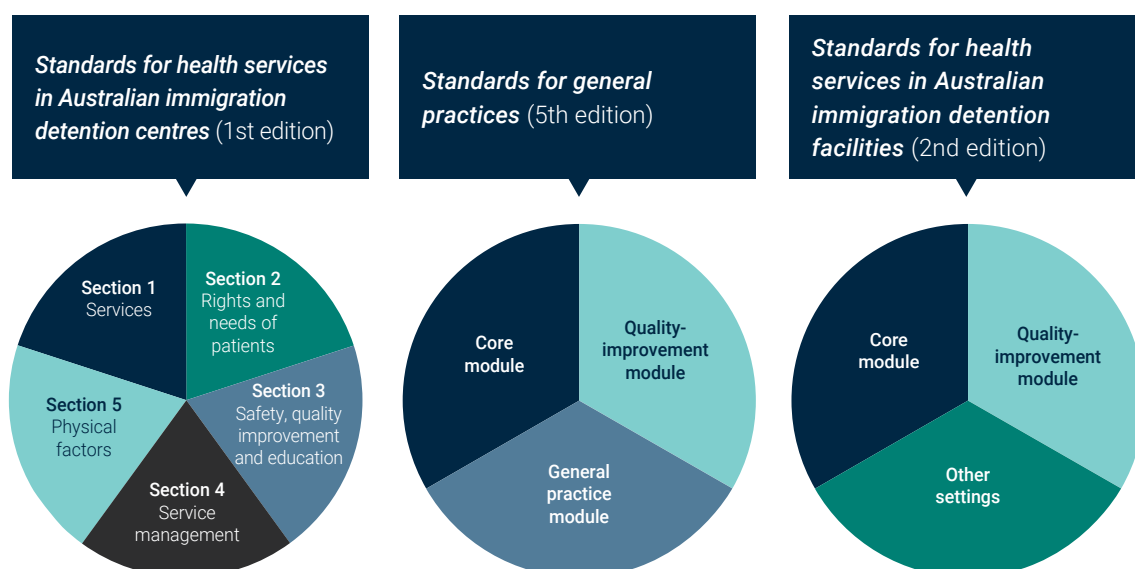 Standards for health services
in Australian immigration
detention centres (1st edition)
Standards for general
practices (5th edition)
Standards for health
services in Australian
immigration detention
facilities (2nd edition)
Section 1
Services
Section 2
Rights and
needs of
patients
Section 3
Safety, quality
improvement
and education
Section 4
Service
management
Section 5
Physical
factors
Core
module
Quality-
improvement
module
General
practice
module
Core
module
Quality-
improvement
module
Other
settings